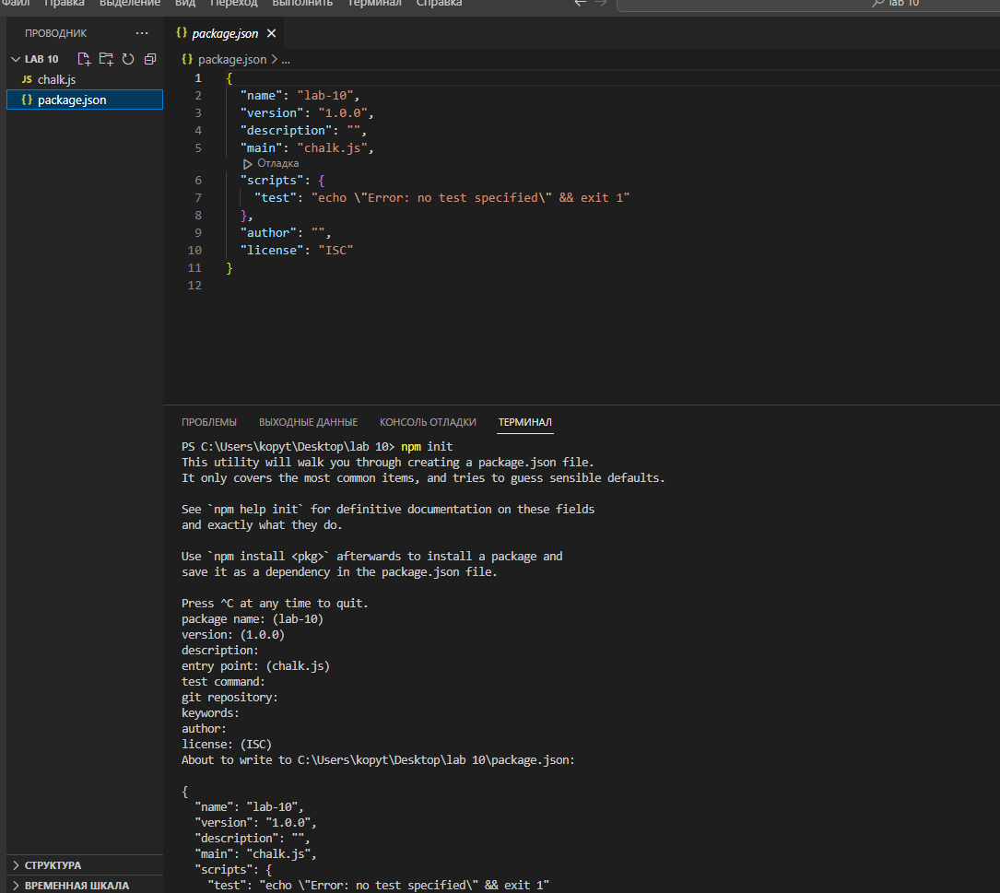 Файл Правка Выделение Вид Переход Выполнить Терминал Справка lab 10
ПРОВОДНИК ...
LAB 10
JS chalk.js
{} package.json
{} package.json
{} package.json > ...
1 {
2 "name": "lab-10",
3 "version": "1.0.0",
4 "description": "",
5 "main": "chalk.js",
Отладка
6 "scripts": {
7 "test": "echo \"Error: no test specified\" && exit 1"
8 },
9 "author": "",
10 "license": "ISC"
11 }
12
ПРОБЛЕМЫ ВЫХОДНЫЕ ДАННЫЕ КОНСОЛЬ ОТЛАДКИ ТЕРМИНАЛ
PS C:\Users\kopyt\Desktop\lab 10> npm init
This utility will walk you through creating a package.json file.
It only covers the most common items, and tries to guess sensible defaults.
See `npm help init` for definitive documentation on these fields
and exactly what they do.
Use `npm install <pkg>` afterwards to install a package and
save it as a dependency in the package.json file.
Press ^C at any time to quit.
package name: (lab-10)
version: (1.0.0)
description:
entry point: (chalk.js)
test command:
git repository:
keywords:
author:
license: (ISC)
About to write to C:\Users\kopyt\Desktop\lab 10\package.json:
{
"name": "lab-10",
"version": "1.0.0",
"description": "",
"main": "chalk.js",
"scripts": {
"test": "echo \"Error: no test specified\" && exit 1"
СТРУКТУРА
ВРЕМЕННАЯ ШКАЛА